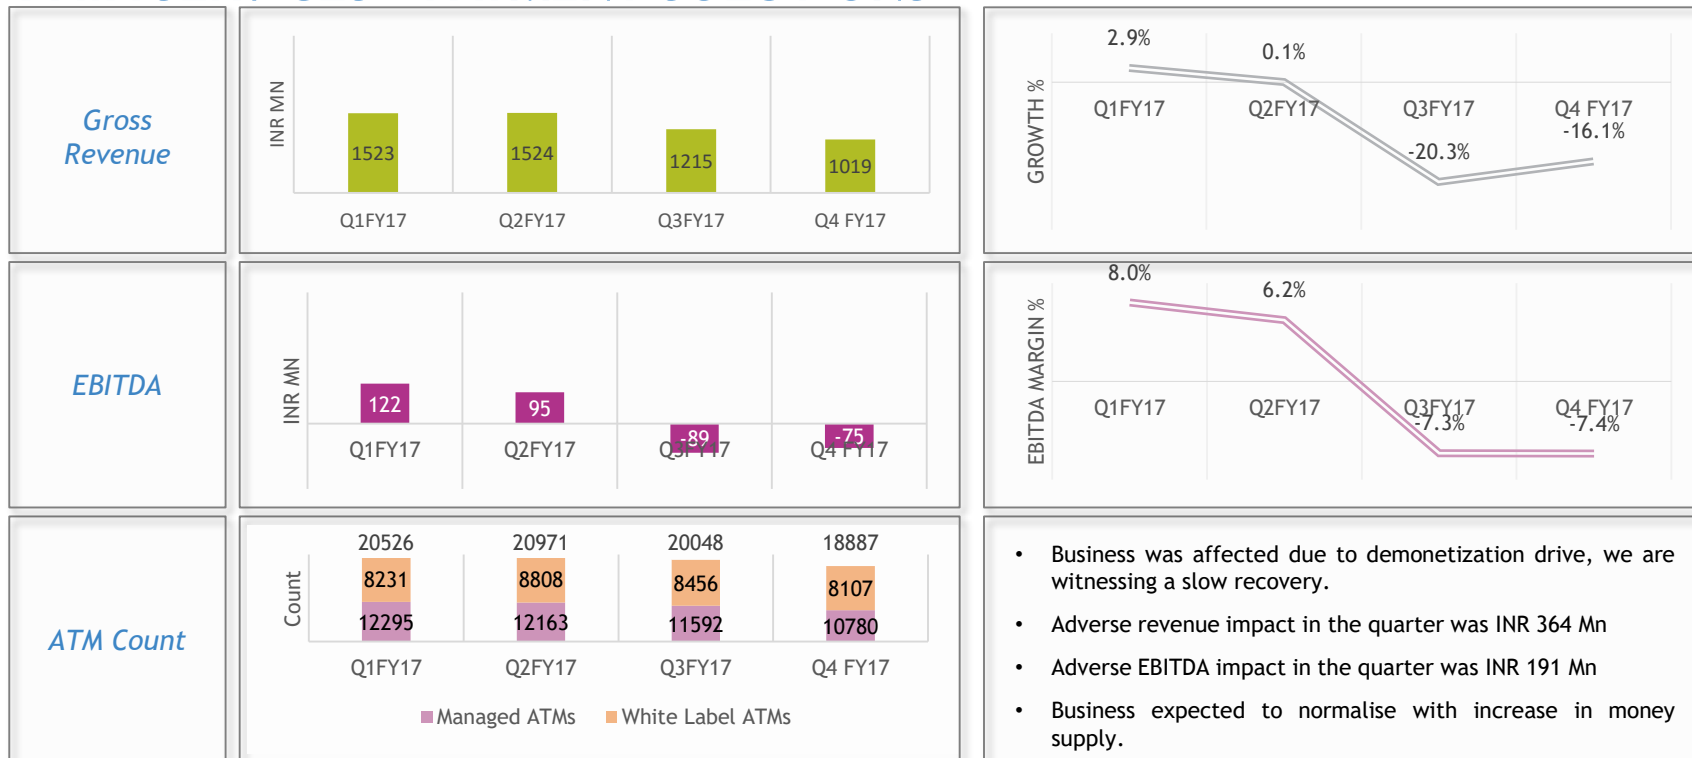 Gross
Revenue
INR MN
1523
1524
1215
1019
Q1FY17
Q2FY17
Q3FY17
Q4 FY17
GROWTH %
2.9%
0.1%
-20.3%
-16.1%
Q1FY17
Q2FY17
Q3FY17
Q4 FY17
EBITDA
INR MN
122
95
-89
-75
Q1FY17
Q2FY17
Q3FY17
Q4 FY17
EBITDA MARGIN %
8.0%
6.2%
-7.3%
-7.4%
Q1FY17
Q2FY17
Q3FY17
Q4 FY17
ATM Count
Count
20526
20971
20048
18887
8231
8808
8456
8107
12295
12163
11592
10780
Q1FY17
Q2FY17
Q3FY17
Q4 FY17
Managed ATMs
White Label ATMs
• Business was affected due to demonetization drive, we are
witnessing a slow recovery.
• Adverse revenue impact in the quarter was INR 364 Mn
• Adverse EBITDA impact in the quarter was INR 191 Mn
• Business expected to normalise with increase in money
supply.